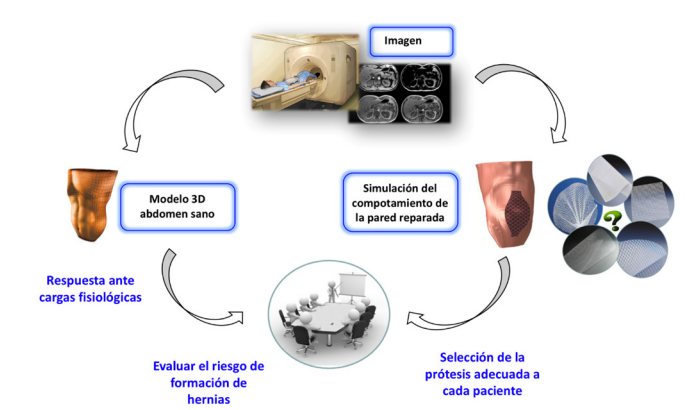 Imagen
Modelo 3D
abdomen sano
Simulación del
compotamiento de
la pared reparada
?
Respuesta ante
cargas fisiológicas
Evaluar el riesgo de
formación de
hernias
Selección de la
prótesis adecuada a
cada paciente